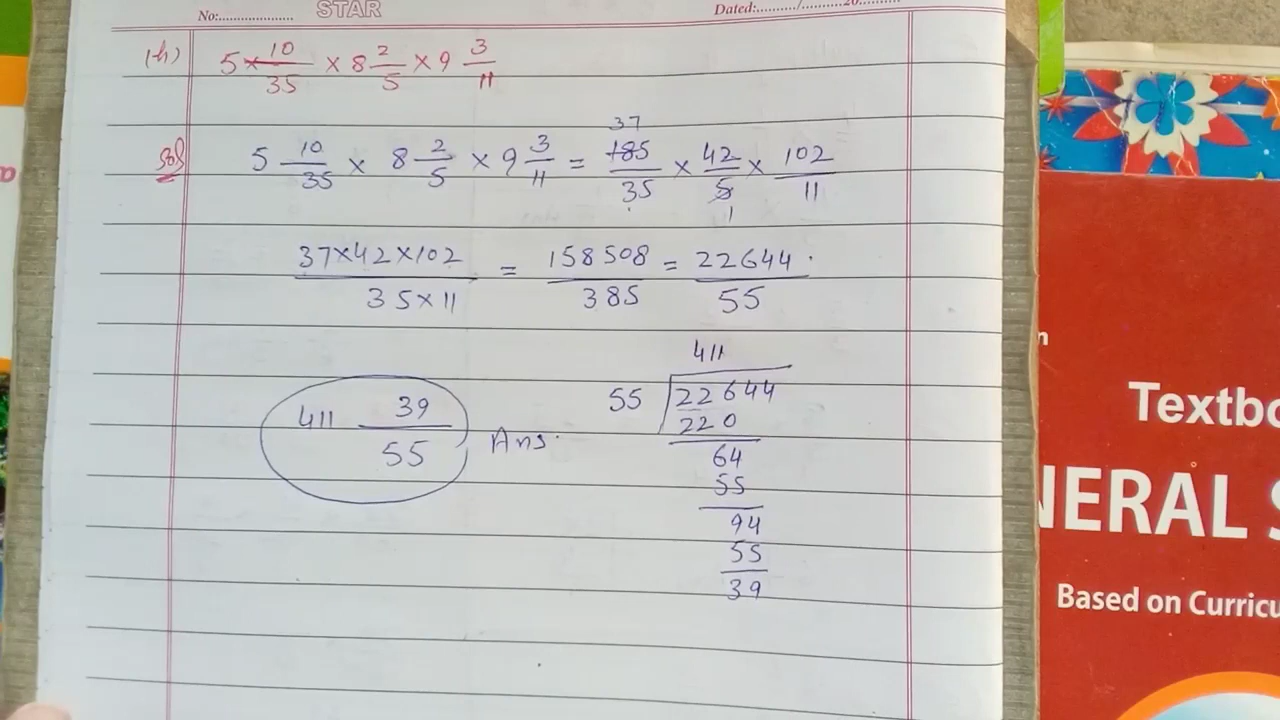 No:.................... STAR Dated:........../..........20..........
(h) 5 10/35 × 8 2/5 × 9 3/11
Sol 5 10/35 × 8 2/5 × 9 3/11 = 185/35 × 42/5 × 102/11
37
1
37×42×102/35×11 = 158508/385 = 22644/55
411
55 22644
220
411 39/55 Ans.
64
55
94
55
39
Textbo
NERAL S
Based on Curricu